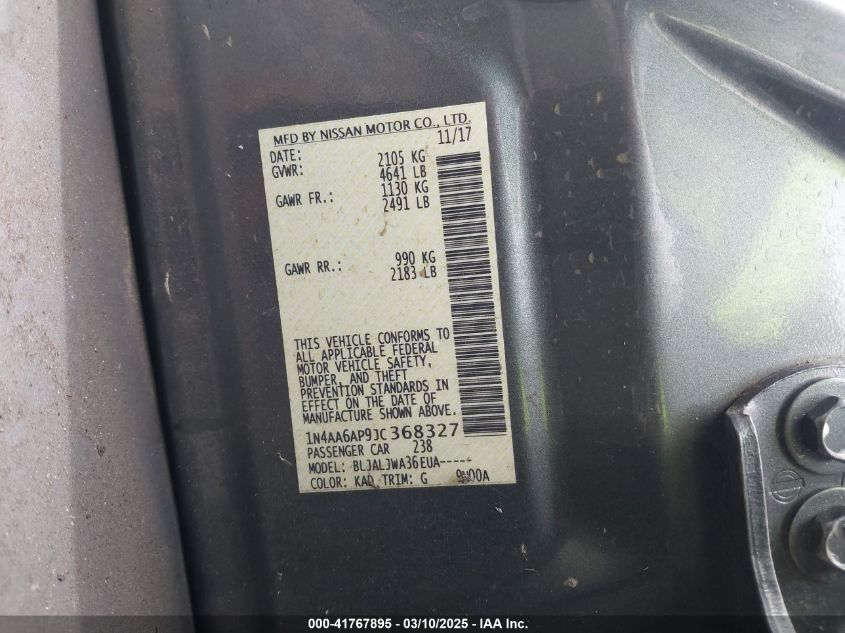 MFD BY NISSAN MOTOR CO., LTD.
DATE: 11/17
GVWR: 2105 KG
4641 LB
GAWR FR.: 1130 KG
2491 LB
GAWR RR.: 990 KG
2183 LB
THIS VEHICLE CONFORMS TO
ALL APPLICABLE FEDERAL
MOTOR VEHICLE SAFETY,
BUMPER, AND THEFT
PREVENTION STANDARDS IN
EFFECT ON THE DATE OF
MANUFACTURE SHOWN ABOVE.
1N4AA6AP9JC368327
PASSENGER CAR 238
MODEL: BLJALJWA36EUA-----
COLOR: KAD TRIM: G
000-41767895 - 03/10/2025 - IAA Inc.